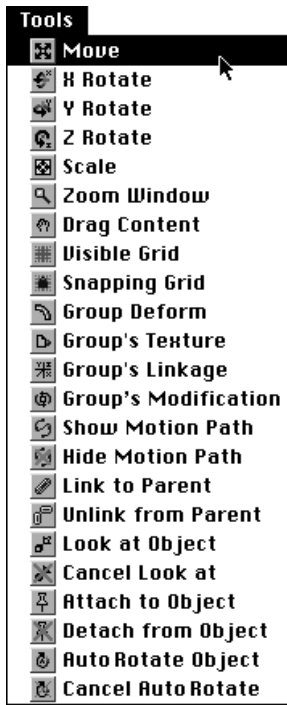 Tools
Move
X Rotate
Y Rotate
Z Rotate
Scale
Zoom Window
Drag Content
Visible Grid
Snapping Grid
Group Deform
Group's Texture
Group's Linkage
Group’s Modification
Show Motion Path
Hide Motion Path
Link to Parent
Unlink from Parent
Look at Object
Cancel Look at
Attach to Object
Detach from Object
Auto Rotate Object
Cancel Auto Rotate